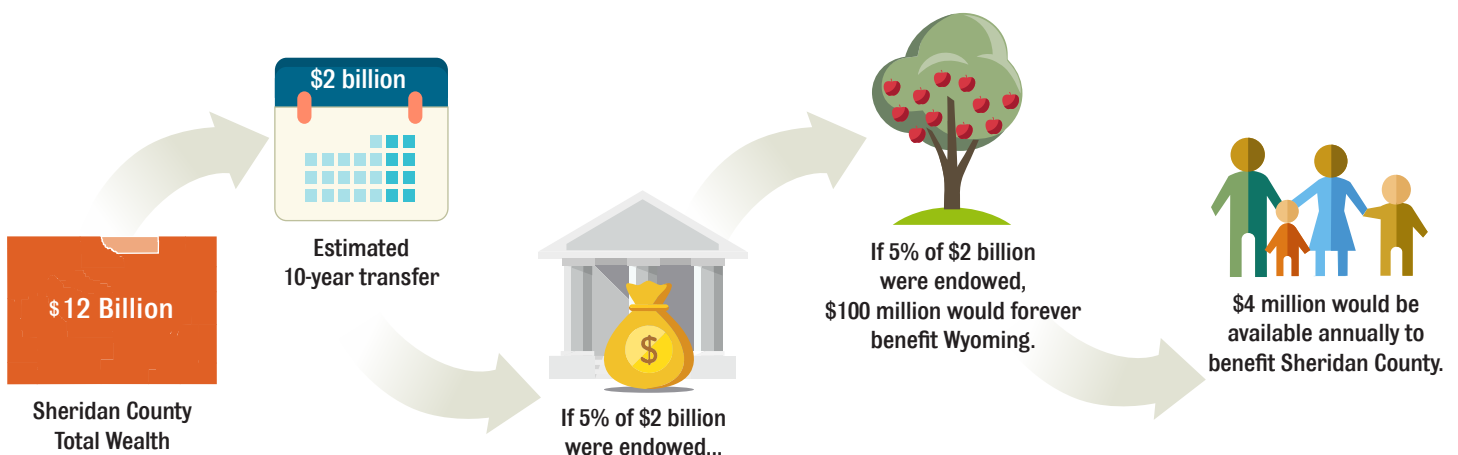 $12 Billion
Sheridan County
Total Wealth
$2 billion
Estimated
10-year transfer
$
If 5% of $2 billion
were endowed...
If 5% of $2 billion
were endowed,
$100 million would forever
benefit Wyoming.
$4 million would be
available annually to
benefit Sheridan County.